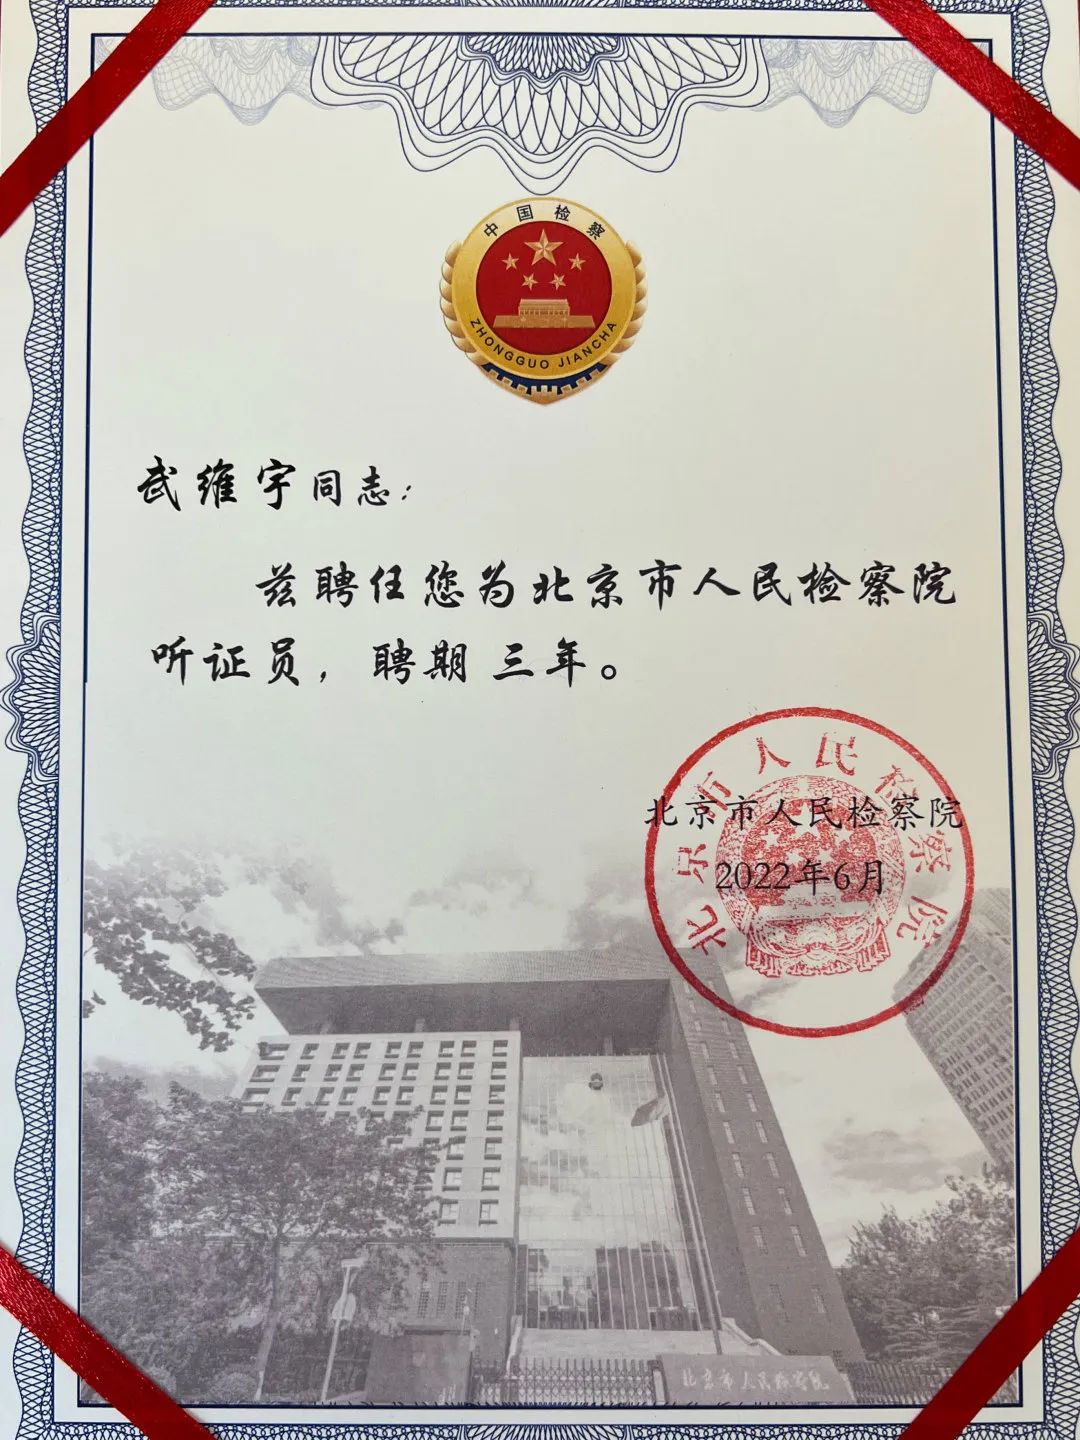 中国检察
ZHONGGUO JIANCHA
武维宇同志：
兹聘任您为北京市人民检察院
听证员，聘期三年。
北京市人民检察院
北京市人民检察院
2022年6月
北京市人民检察院